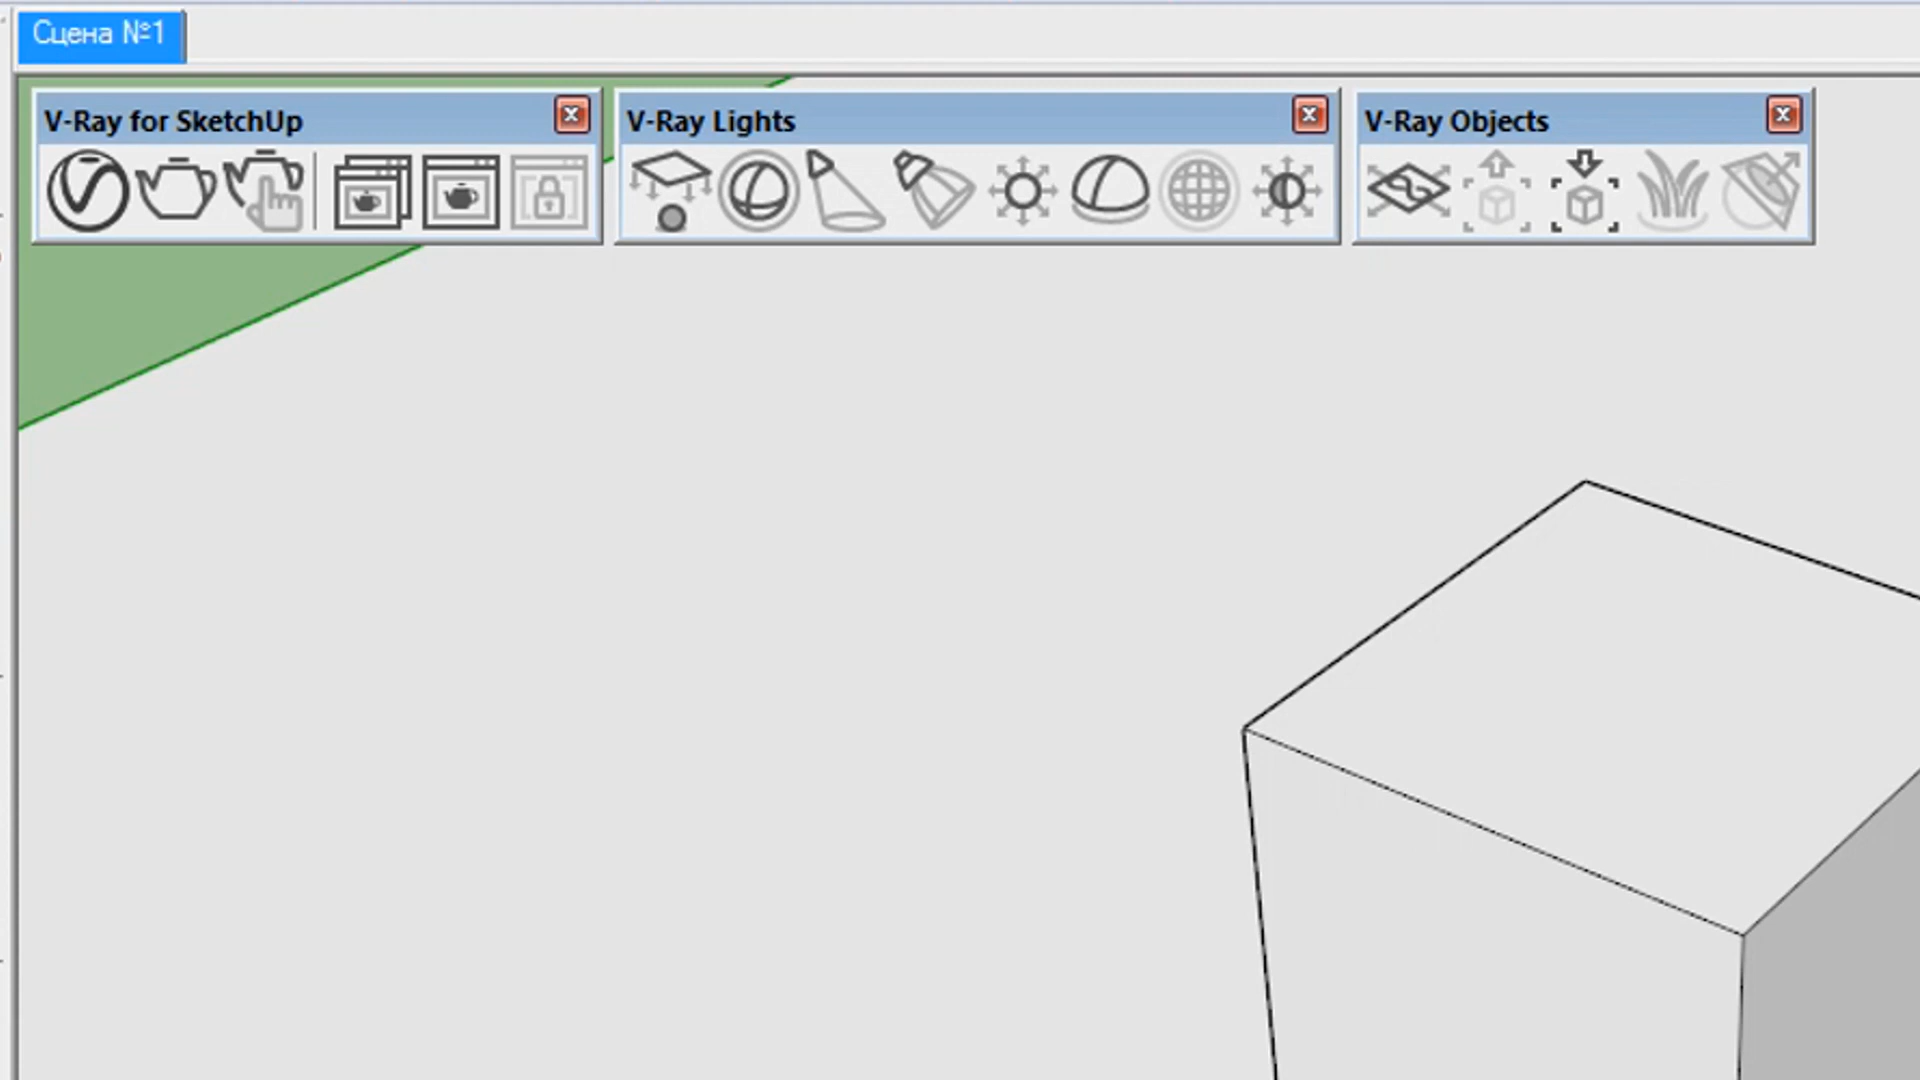 Сцена №1
V-Ray for SketchUp
V-Ray Lights
V-Ray Objects